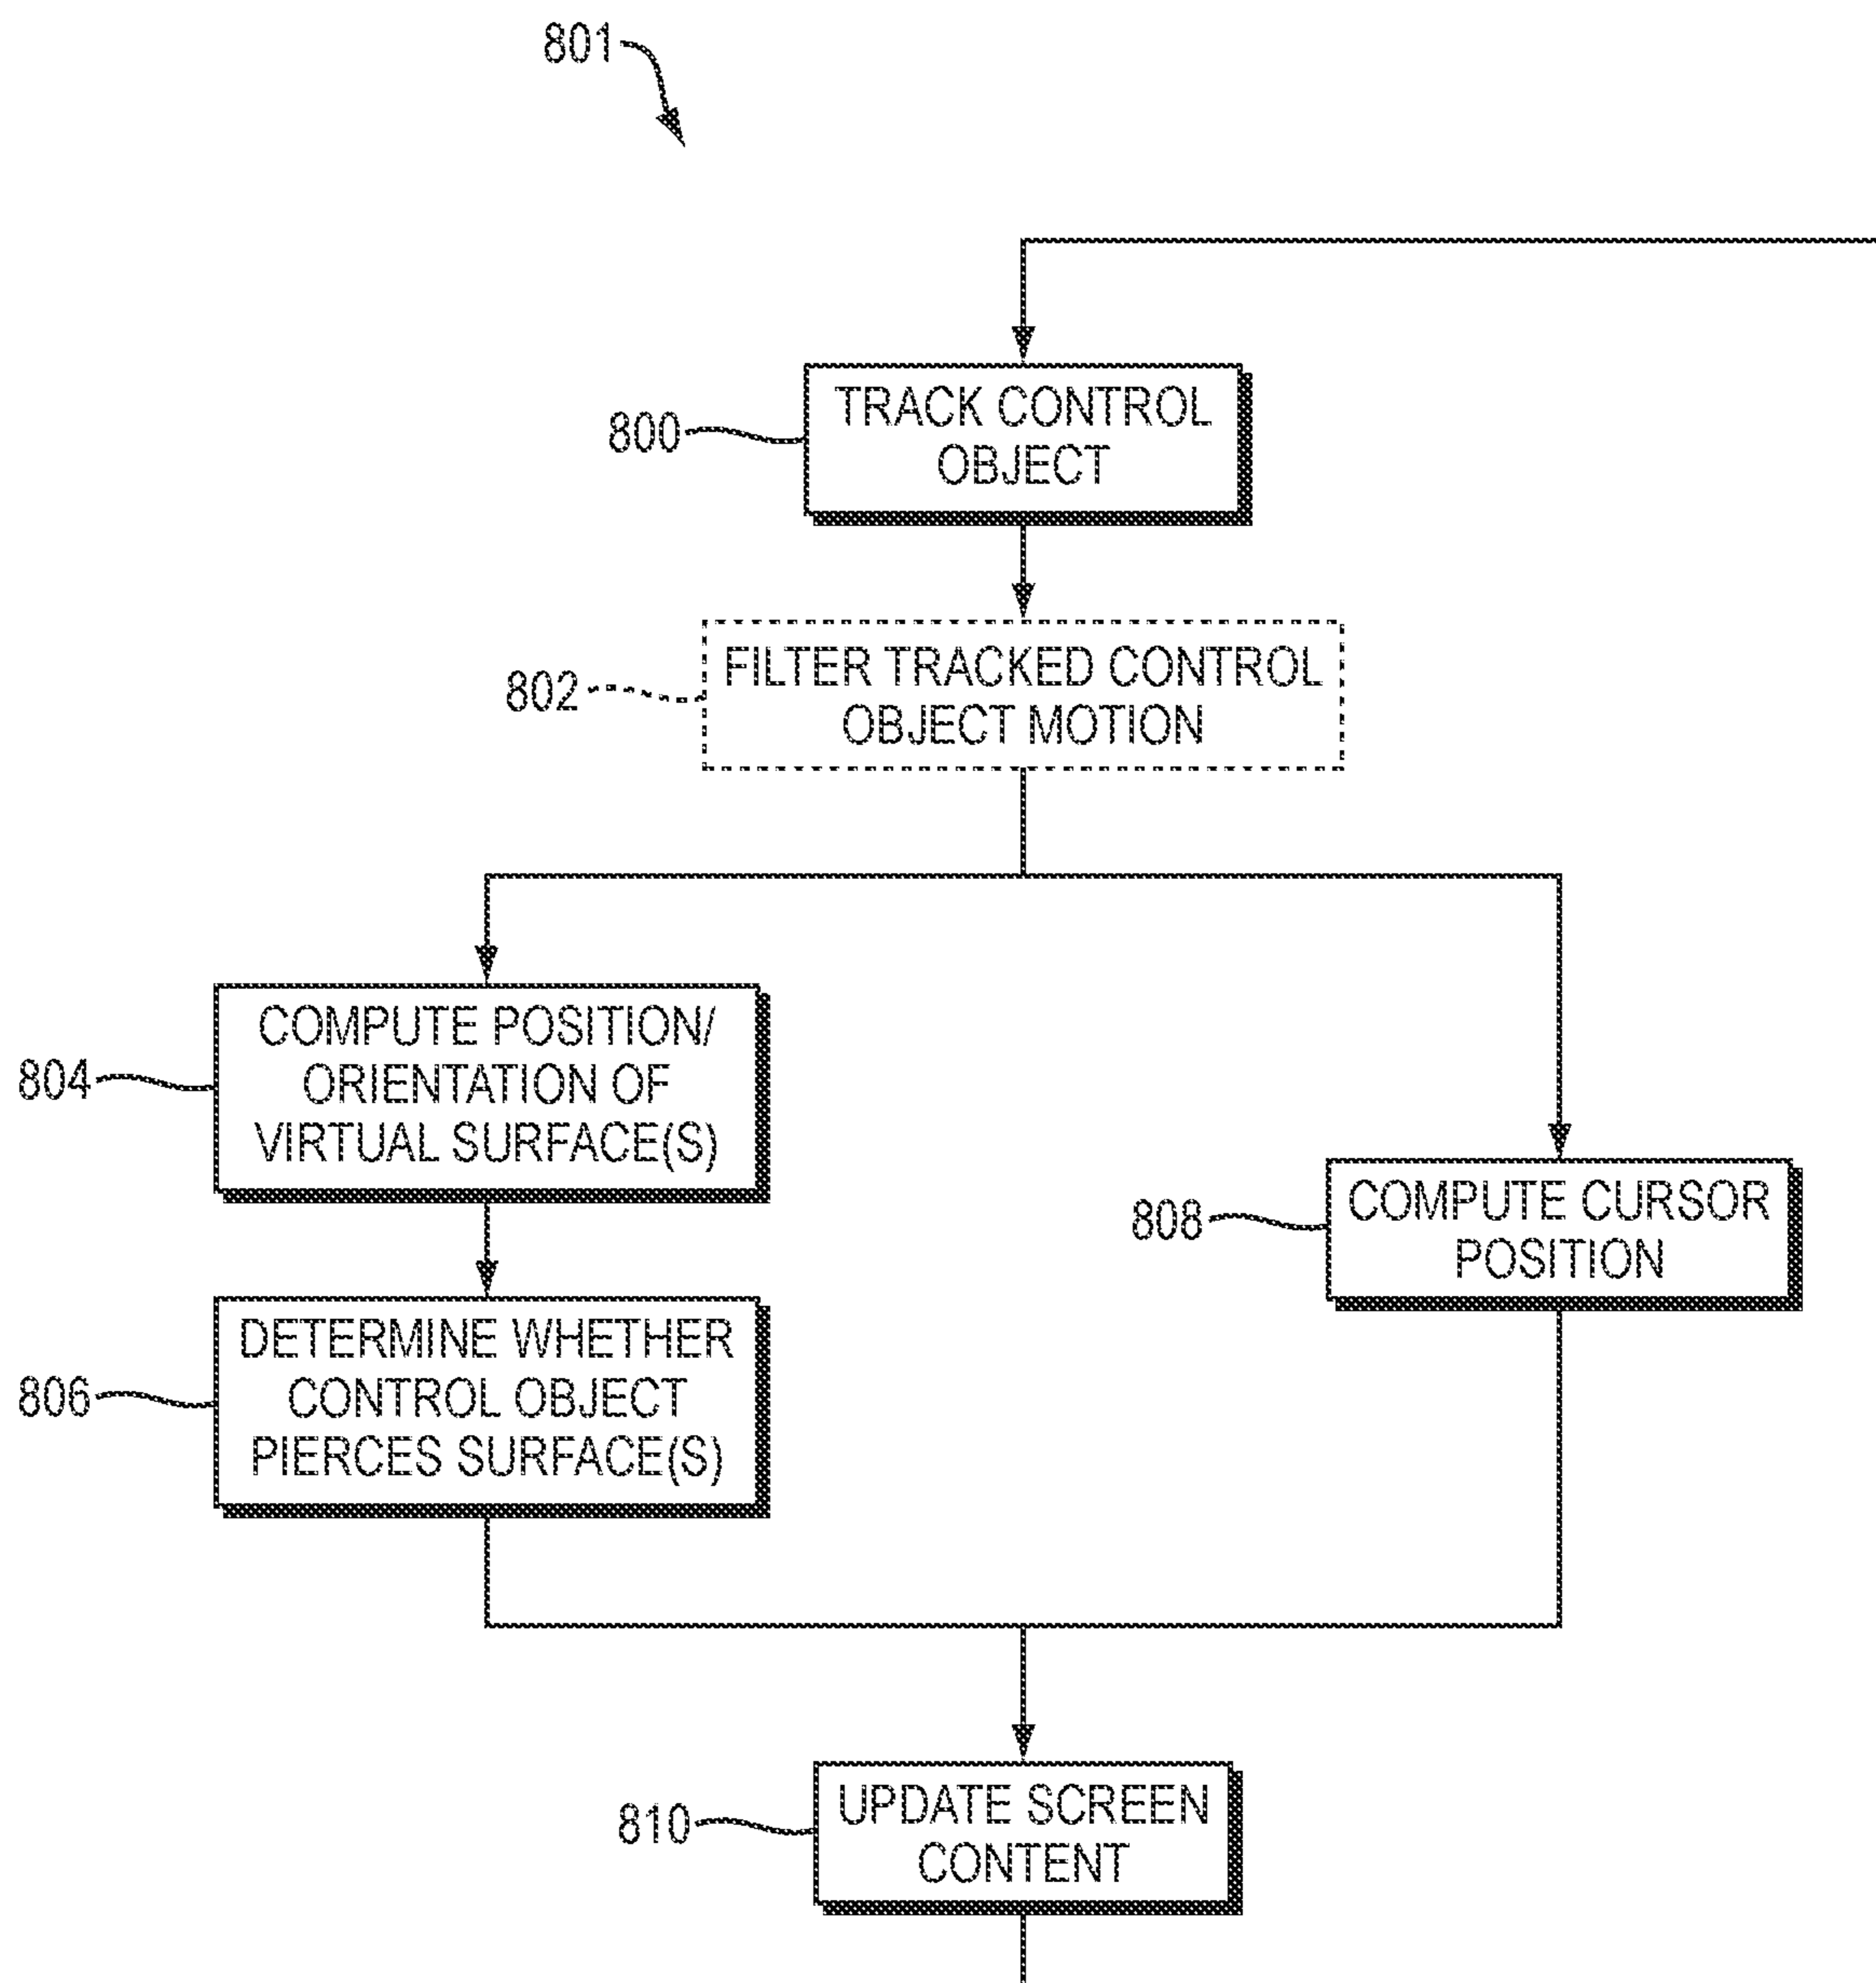 801
800
TRACK CONTROL
OBJECT
802
FILTER TRACKED CONTROL
OBJECT MOTION
804
COMPUTE POSITION/
ORIENTATION OF
VIRTUAL SURFACE(S)
808
COMPUTE CURSOR
POSITION
806
DETERMINE WHETHER
CONTROL OBJECT
PIERCES SURFACE(S)
810
UPDATE SCREEN
CONTENT